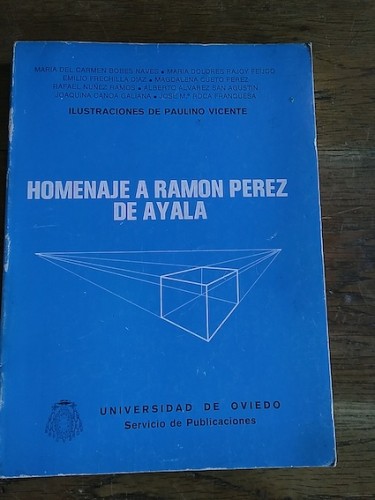 MARIA DEL CARMEN BOBES NAVES • MARIA DOLORES RAJOY FEIJOO
EMILIO FRECHILLA DIAZ • MAGDALENA CUETO PEREZ
RAFAEL NUÑEZ RAMOS • ALBERTO ALVAREZ SAN AGUSTIN
JOAQUINA CANOA GALIANA • JOSE Mª ROCA FRANQUESA
ILUSTRACIONES DE PAULINO VICENTE
HOMENAJE A RAMON PEREZ
DE AYALA
UNIVERSIDAD DE OVIEDO
Servicio de Publicaciones